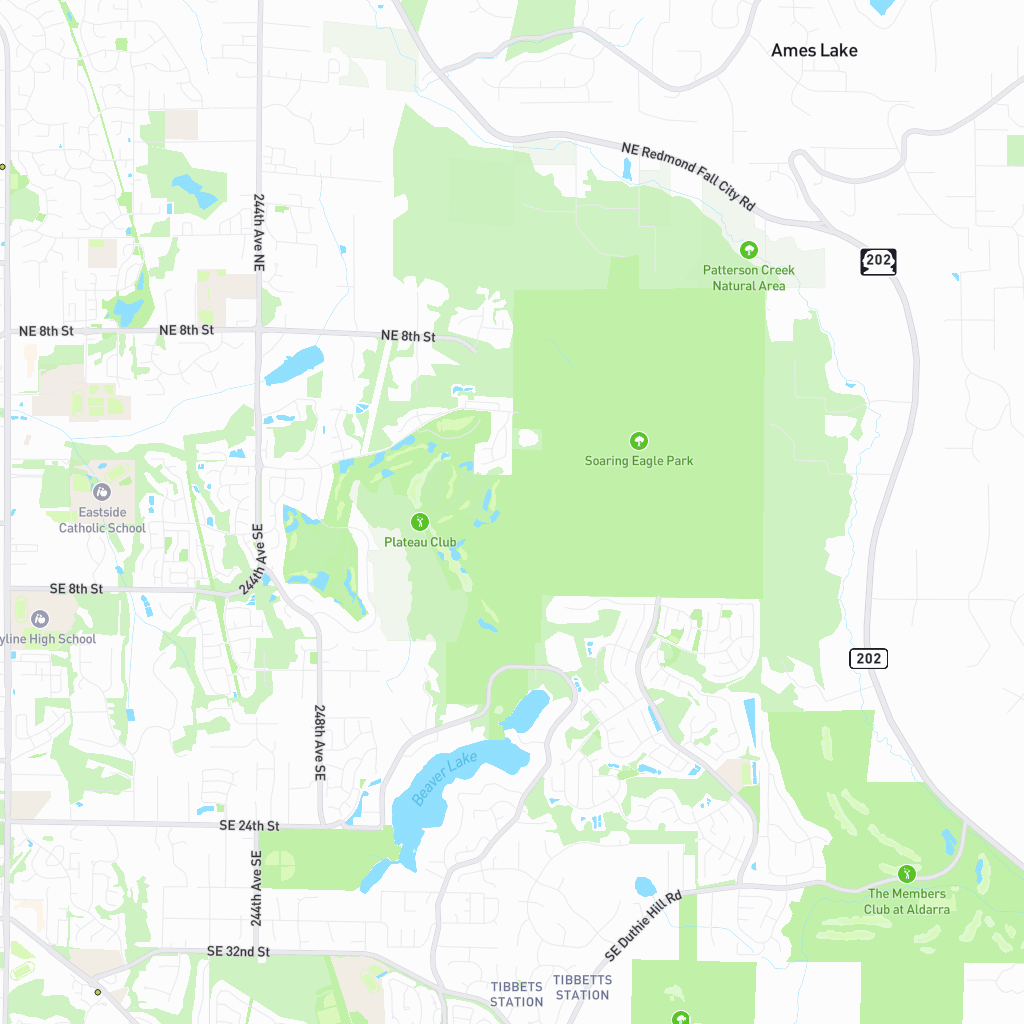 Ames Lake
NE Redmond Fall City Rd
244th Ave NE
202
Patterson Creek
Natural Area
NE 8th St
NE 8th St
NE 8th St
Soaring Eagle Park
Eastside
Catholic School
Plateau Club
244th Ave SE
SE 8th St
yline High School
202
248th Ave SE
Beaver Lake
SE 24th St
244th Ave SE
The Members
Club at Aldarra
SE Duthie Hill Rd
SE 32nd St
TIBBETS
STATION
TIBBETTS
STATION